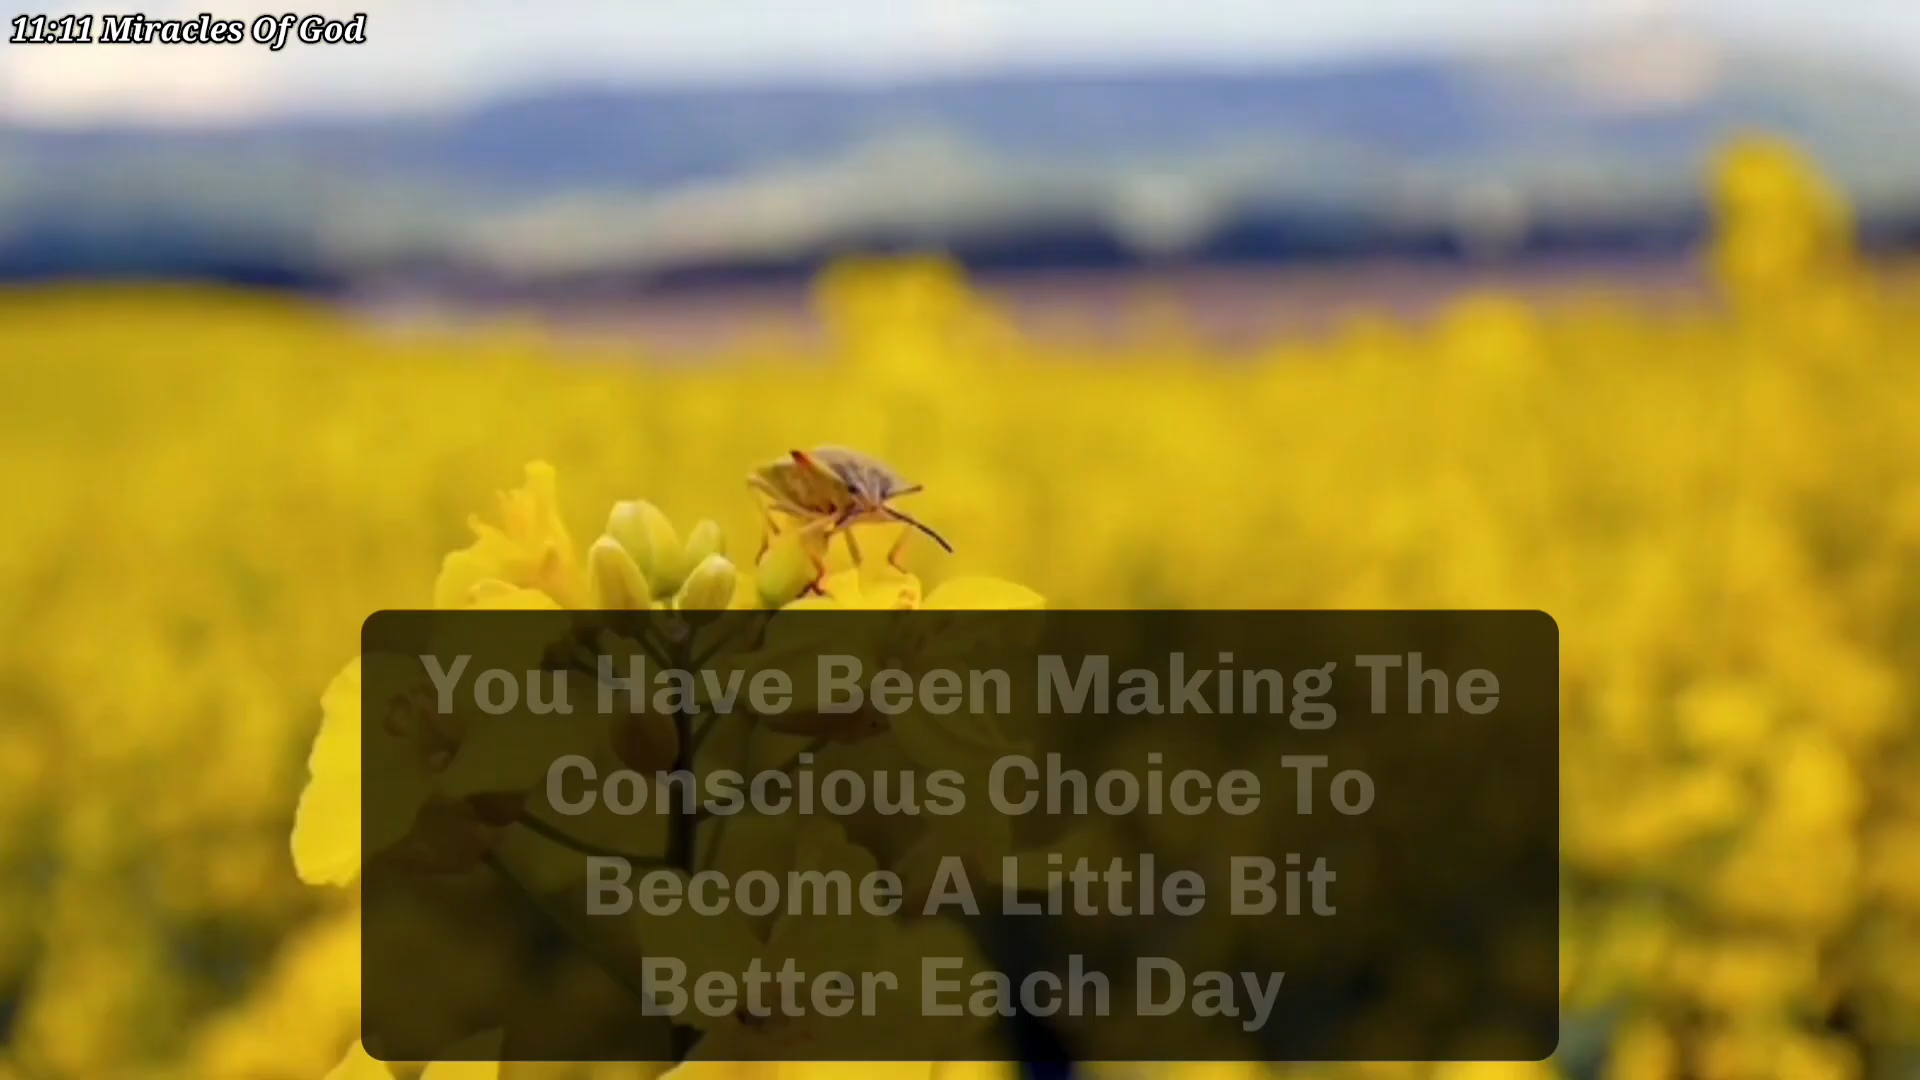 11:11 Miracles Of God
You Have Been Making The
Conscious Choice To
Become A Little Bit
Better Each Day